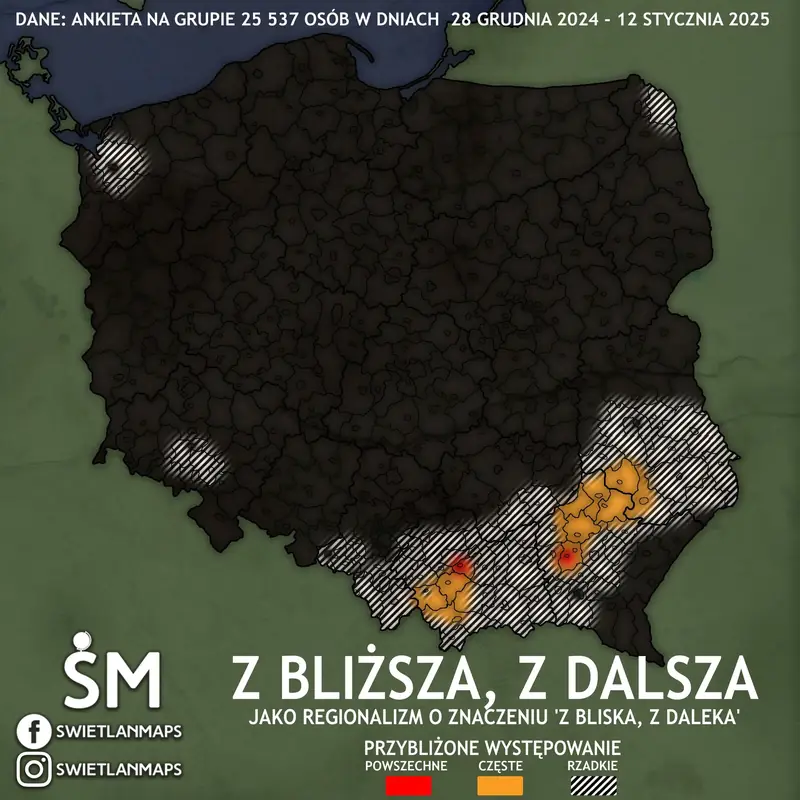 DANE: ANKIETA NA GRUPIE 25 537 OSÓB W DNIACH 28 GRUDNIA 2024 - 12 STYCZNIA 2025
ŚM
SWIETLANMAPS
SWIETLANMAPS
Z BLIŻSZA, Z DALSZA
JAKO REGIONALIZM O ZNACZENIU 'Z BLISKA, Z DALEKA'
PRZYBLIŻONE WYSTĘPOWANIE
POWSZECHNE CZĘSTE RZADKIE